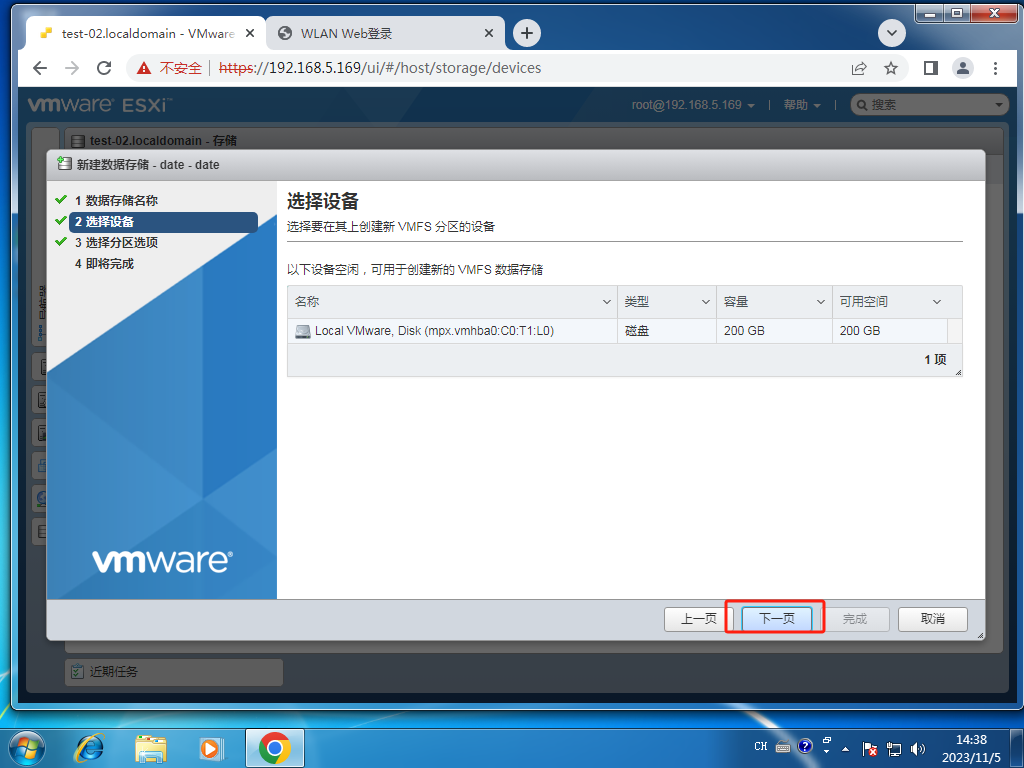 test-02.localdomain - VMware
WLAN Web登录
不安全
https://192.168.5.169/ui/#/host/storage/devices
vmware ESXi™
root@192.168.5.169
帮助
搜索
test-02.localdomain - 存储
新建数据存储 - date - date
1 数据存储名称
2 选择设备
3 选择分区选项
4 即将完成
选择设备
选择要在其上创建新 VMFS 分区的设备
以下设备空闲，可用于创建新的 VMFS 数据存储
名称 类型 容量 可用空间
Local VMware, Disk (mpx.vmhba0:C0:T1:L0) 磁盘 200 GB 200 GB
1 项
vmware®
上一页 下一页 完成 取消
近期任务
CH
14:38
2023/11/5